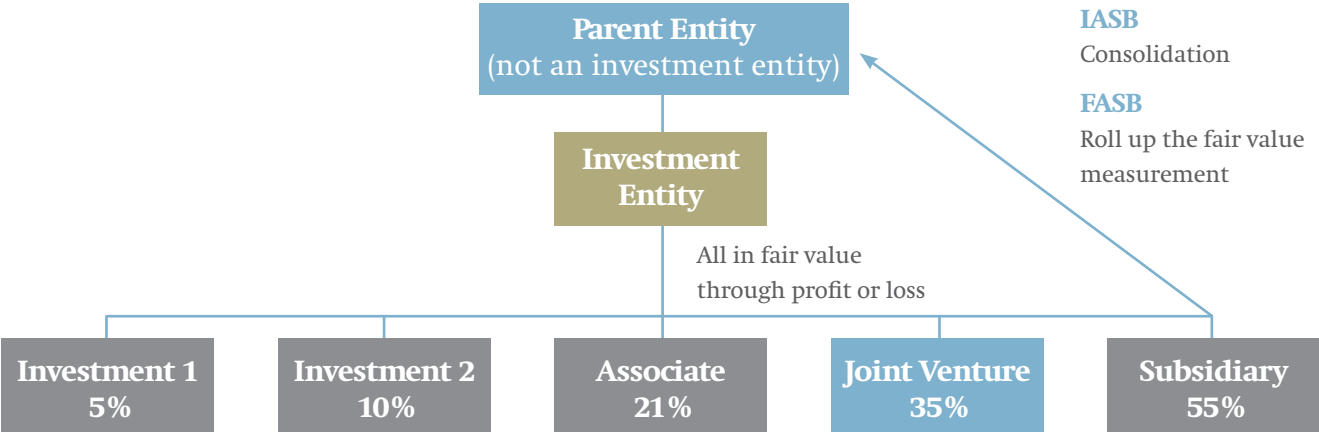 Parent Entity
(not an investment entity)
IASB
Consolidation
FASB
Roll up the fair value
measurement
Investment
Entity
All in fair value
through profit or loss
Investment 1
5%
Investment 2
10%
Associate
21%
Joint Venture
35%
Subsidiary
55%